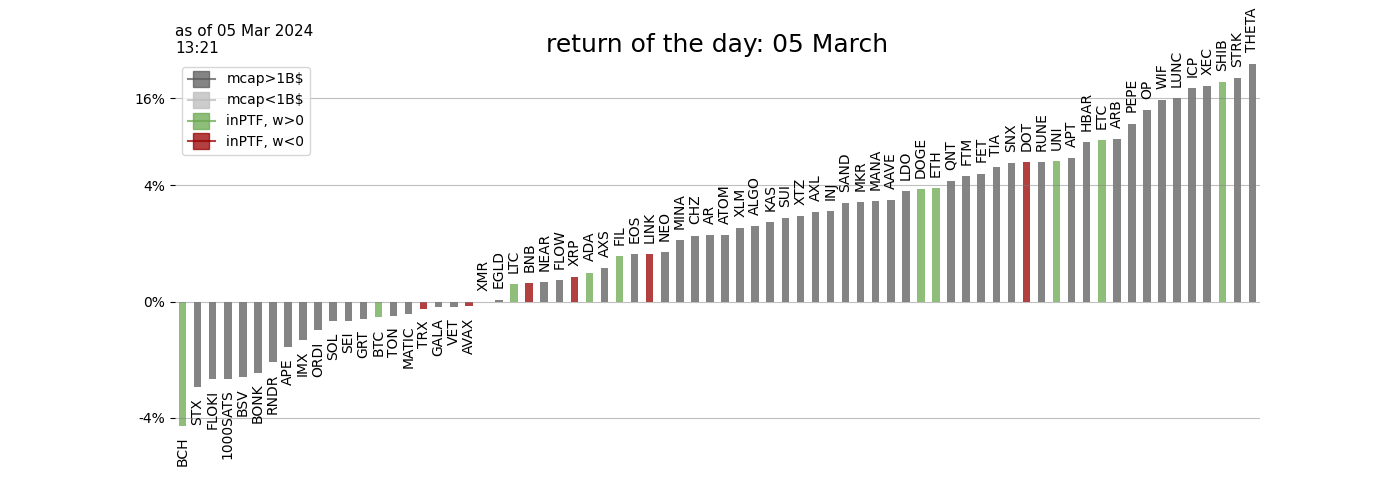 as of 05 Mar 2024
13:21
return of the day: 05 March
mcap>1B$
mcap<1B$
inPTF, w>0
inPTF, w<0
16%
4%
0%
-4%
BCH
STX
FLOKI
1000SATS
BSV
BONK
RNDR
APE
IMX
ORDI
SOL
SEI
GRT
BTC
TON
MATIC
TRX
GALA
VET
AVAX
XMR
EGLD
LTC
BNB
NEAR
FLOW
XRP
ADA
AXS
FIL
EOS
LINK
NEO
MINA
CHZ
AR
ATOM
XLM
ALGO
KAS
SUI
XTZ
AXL
INJ
SAND
MKR
MANA
AAVE
LDO
DOGE
ETH
QNT
FTM
FET
TIA
SNX
DOT
RUNE
UNI
APT
HBAR
ETC
ARB
PEPE
OP
WIF
LUNC
ICP
XEC
SHIB
STRK
THETA